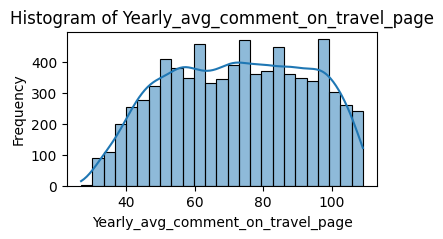 Histogram of Yearly_avg_comment_on_travel_page
400
300
200
100
0
Frequency
40 60 80 100
Yearly_avg_comment_on_travel_page